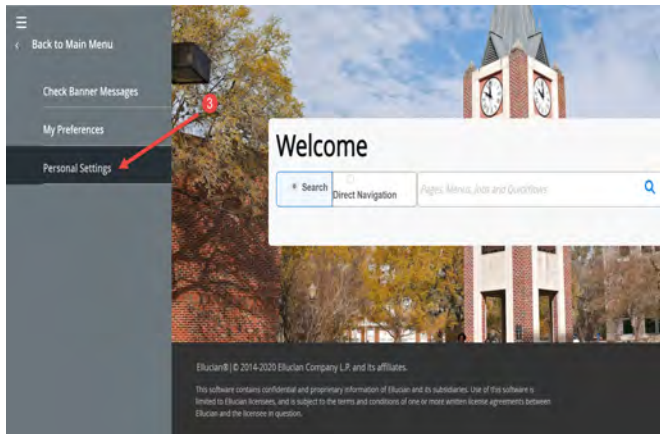 Back to Main Menu
Check Banner Messages
3
My Preferences
Personal Settings
Welcome
Search
Direct Navigation
Pages, Menus, Jobs and Quickflows
Ellucian® | © 2014-2020 Ellucian Company L.P. and its affiliates.
This software contains confidential and proprietary information of Ellucian and its subsidiaries. Use of this software is
limited to Ellucian licensees, and is subject to the terms and conditions of one or more written license agreements between
Ellucian and the licensee in question.